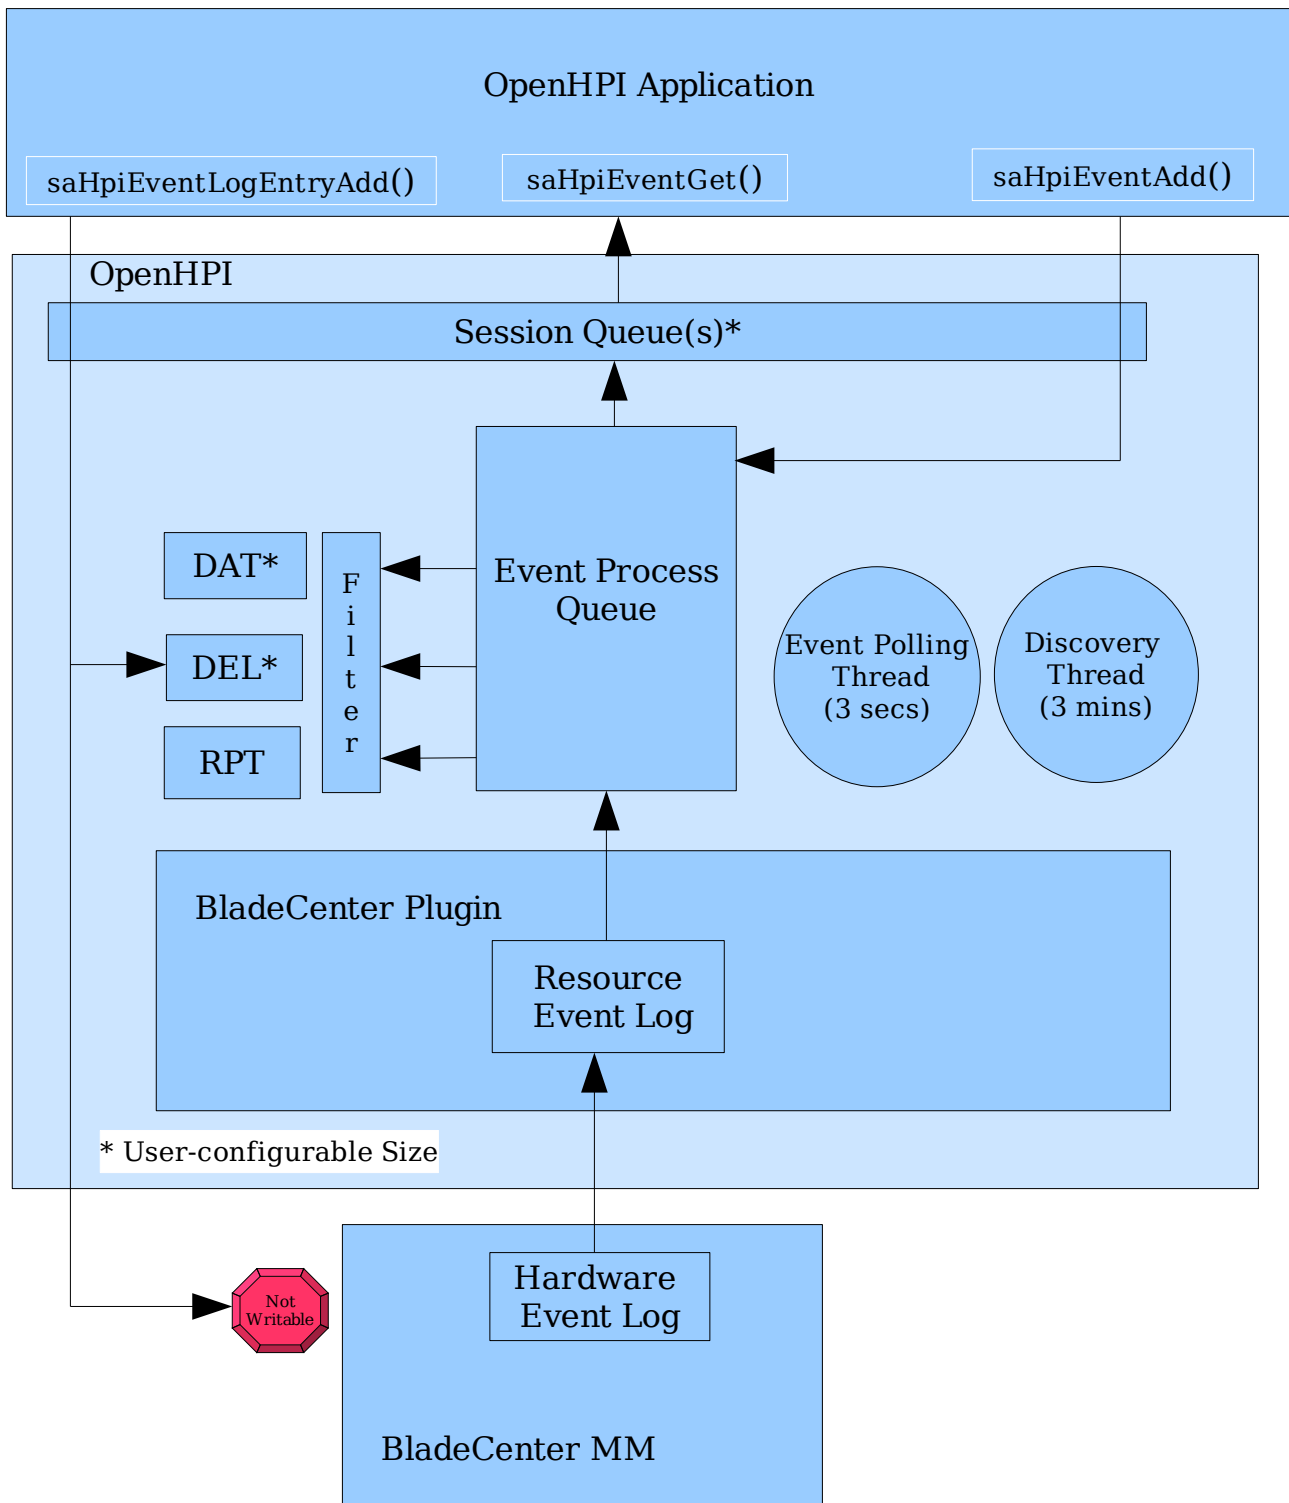 OpenHPI Application
saHpiEventLogEntryAdd()
saHpiEventGet()
saHpiEventAdd()
OpenHPI
Session Queue(s)*
Event Process
Queue
DAT*
DEL*
RPT
F
i
l
t
e
r
Event Polling
Thread
(3 secs)
Discovery
Thread
(3 mins)
BladeCenter Plugin
Resource
Event Log
* User-configurable Size
Not
Writable
Hardware
Event Log
BladeCenter MM